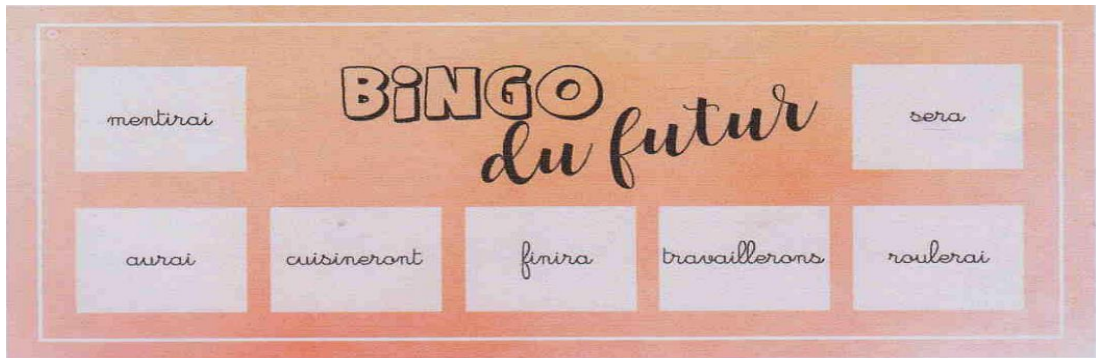 BINGO
du futur
mentirai
sera
aurai
cuisineront
finira
travaillerons
roulerai